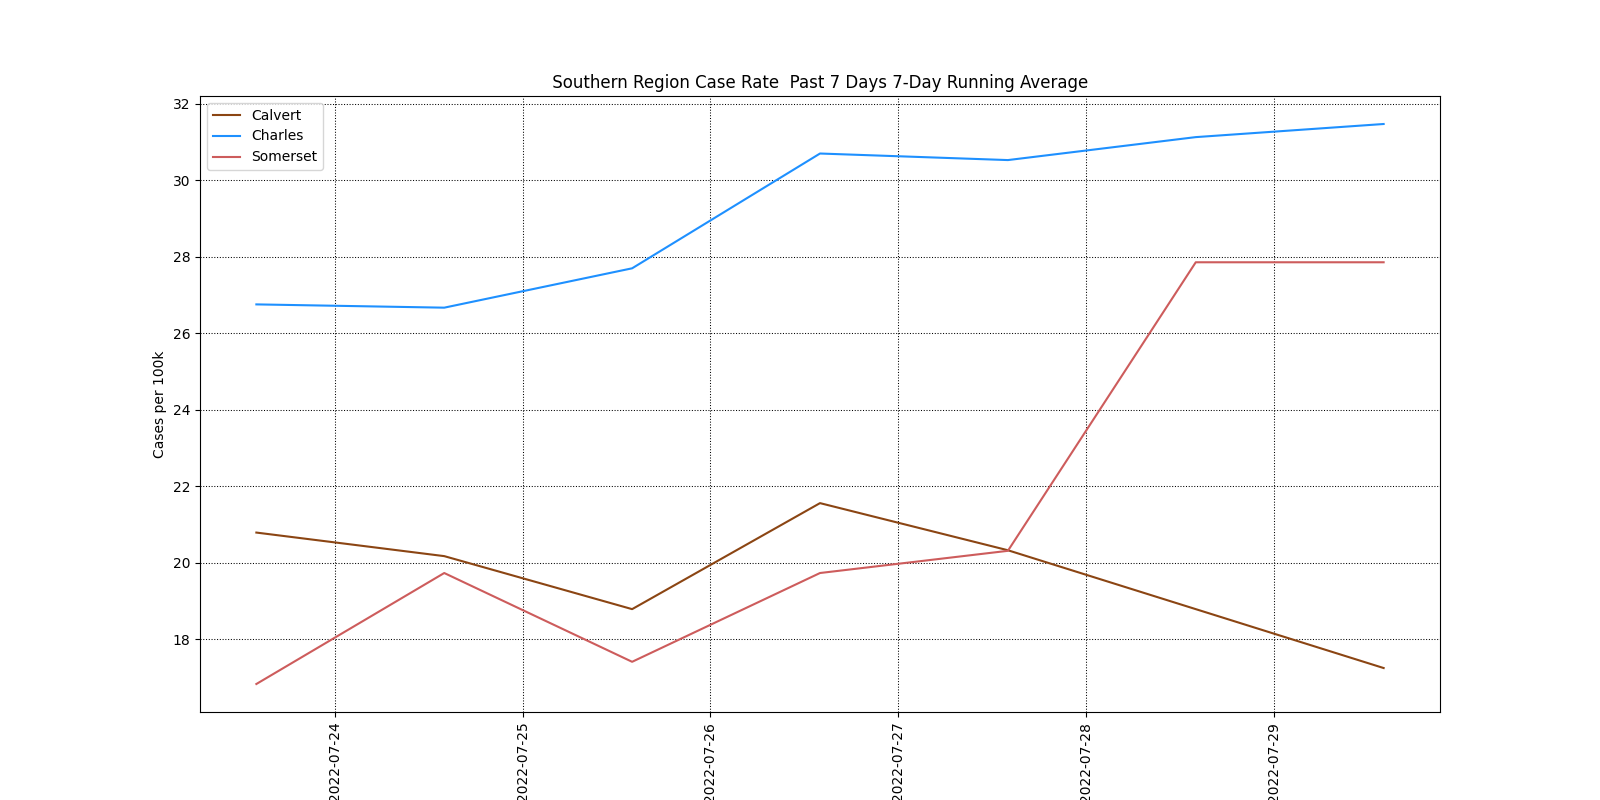 Southern Region Case Rate  Past 7 Days 7-Day Running Average
Calvert
Charles
Somerset
32
30
28
26
24
22
20
18
Cases per 100k
2022-07-24
2022-07-25
2022-07-26
2022-07-27
2022-07-28
2022-07-29